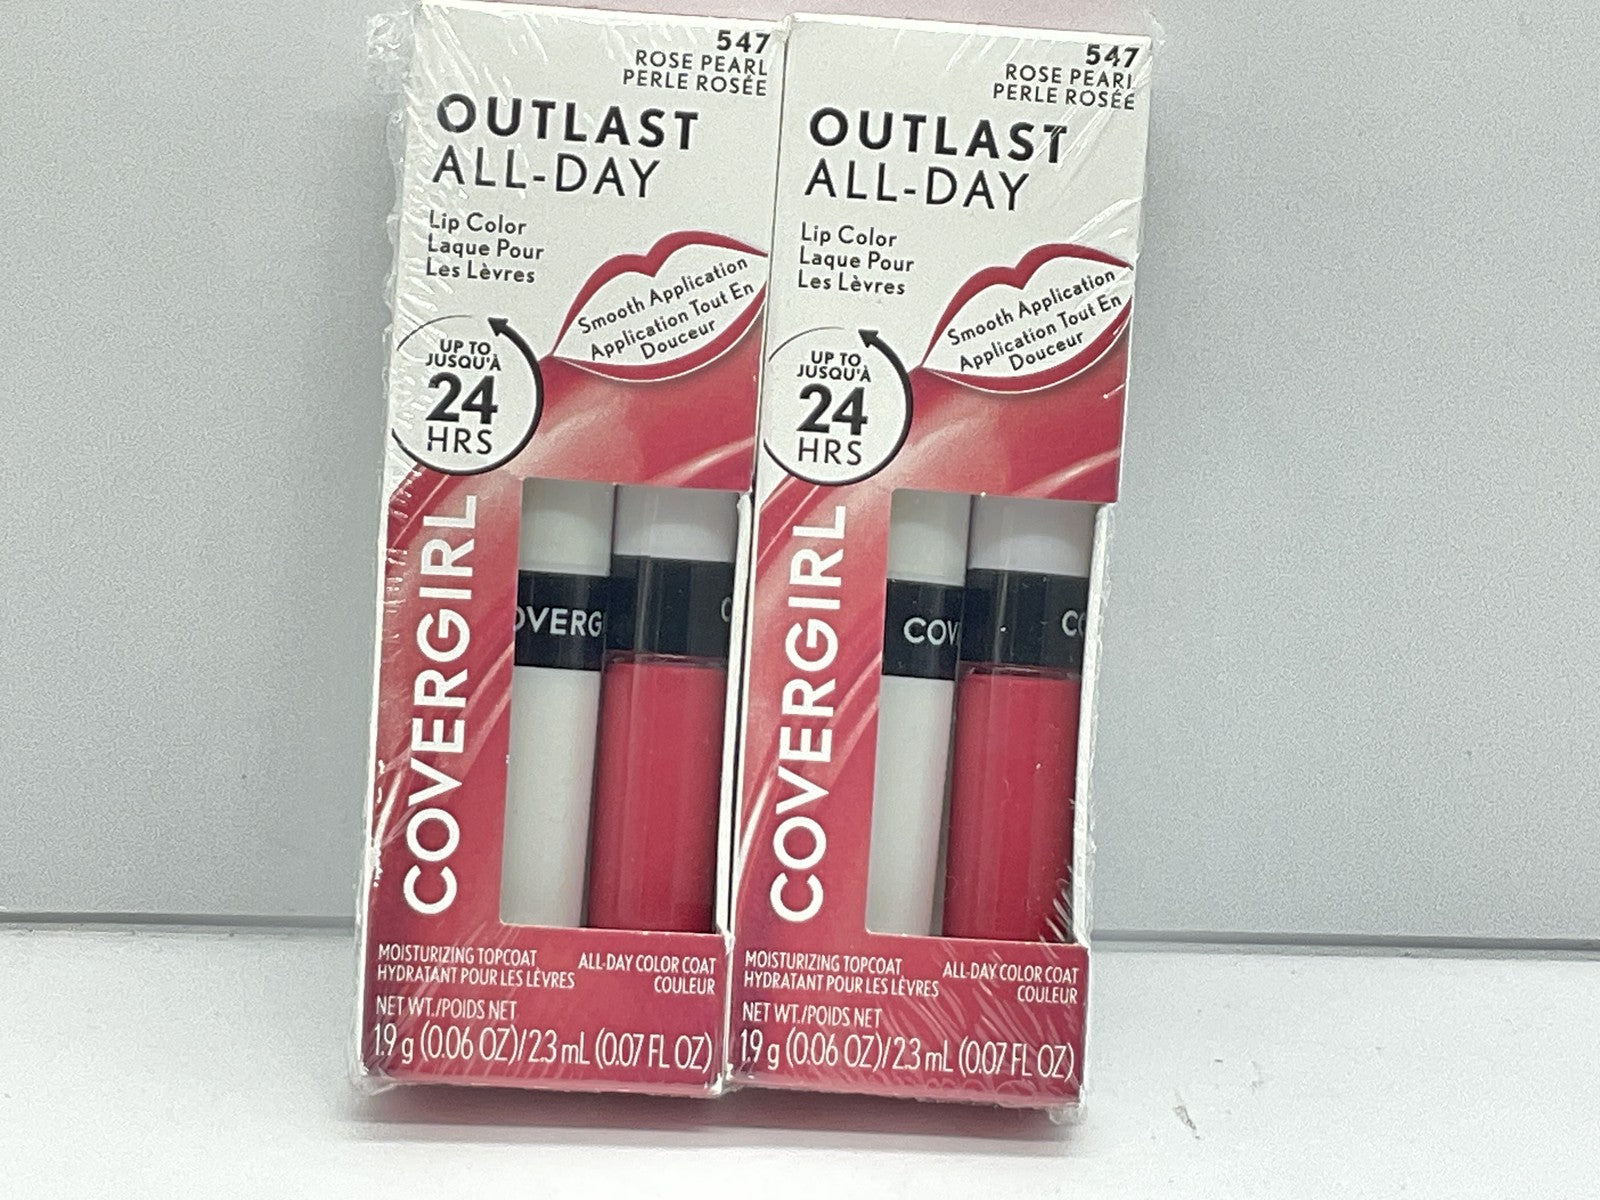 547
ROSE PEARL
PERLE ROSÉE
OUTLAST
ALL-DAY
Lip Color
Laque Pour
Les Lèvres
Smooth Application
Application Tout En
Douceur
UP TO
JUSQU'À
24
HRS
COVERGIRL
OVERG
C
MOISTURIZING TOPCOAT
HYDRATANT POUR LES LÈVRES
ALL-DAY COLOR COAT
COULEUR
NET WT./POIDS NET
1.9 g (0.06 OZ)/2.3 mL (0.07 FL OZ)
547
ROSE PEARL
PERLE ROSÉE
OUTLAST
ALL-DAY
Lip Color
Laque Pour
Les Lèvres
Smooth Application
Application Tout En
Douceur
UP TO
JUSQU'À
24
HRS
COVERGIRL
COV
CO
MOISTURIZING TOPCOAT
HYDRATANT POUR LES LÈVRES
ALL-DAY COLOR COAT
COULEUR
NET WT./POIDS NET
1.9 g (0.06 OZ)/2.3 mL (0.07 FL OZ)